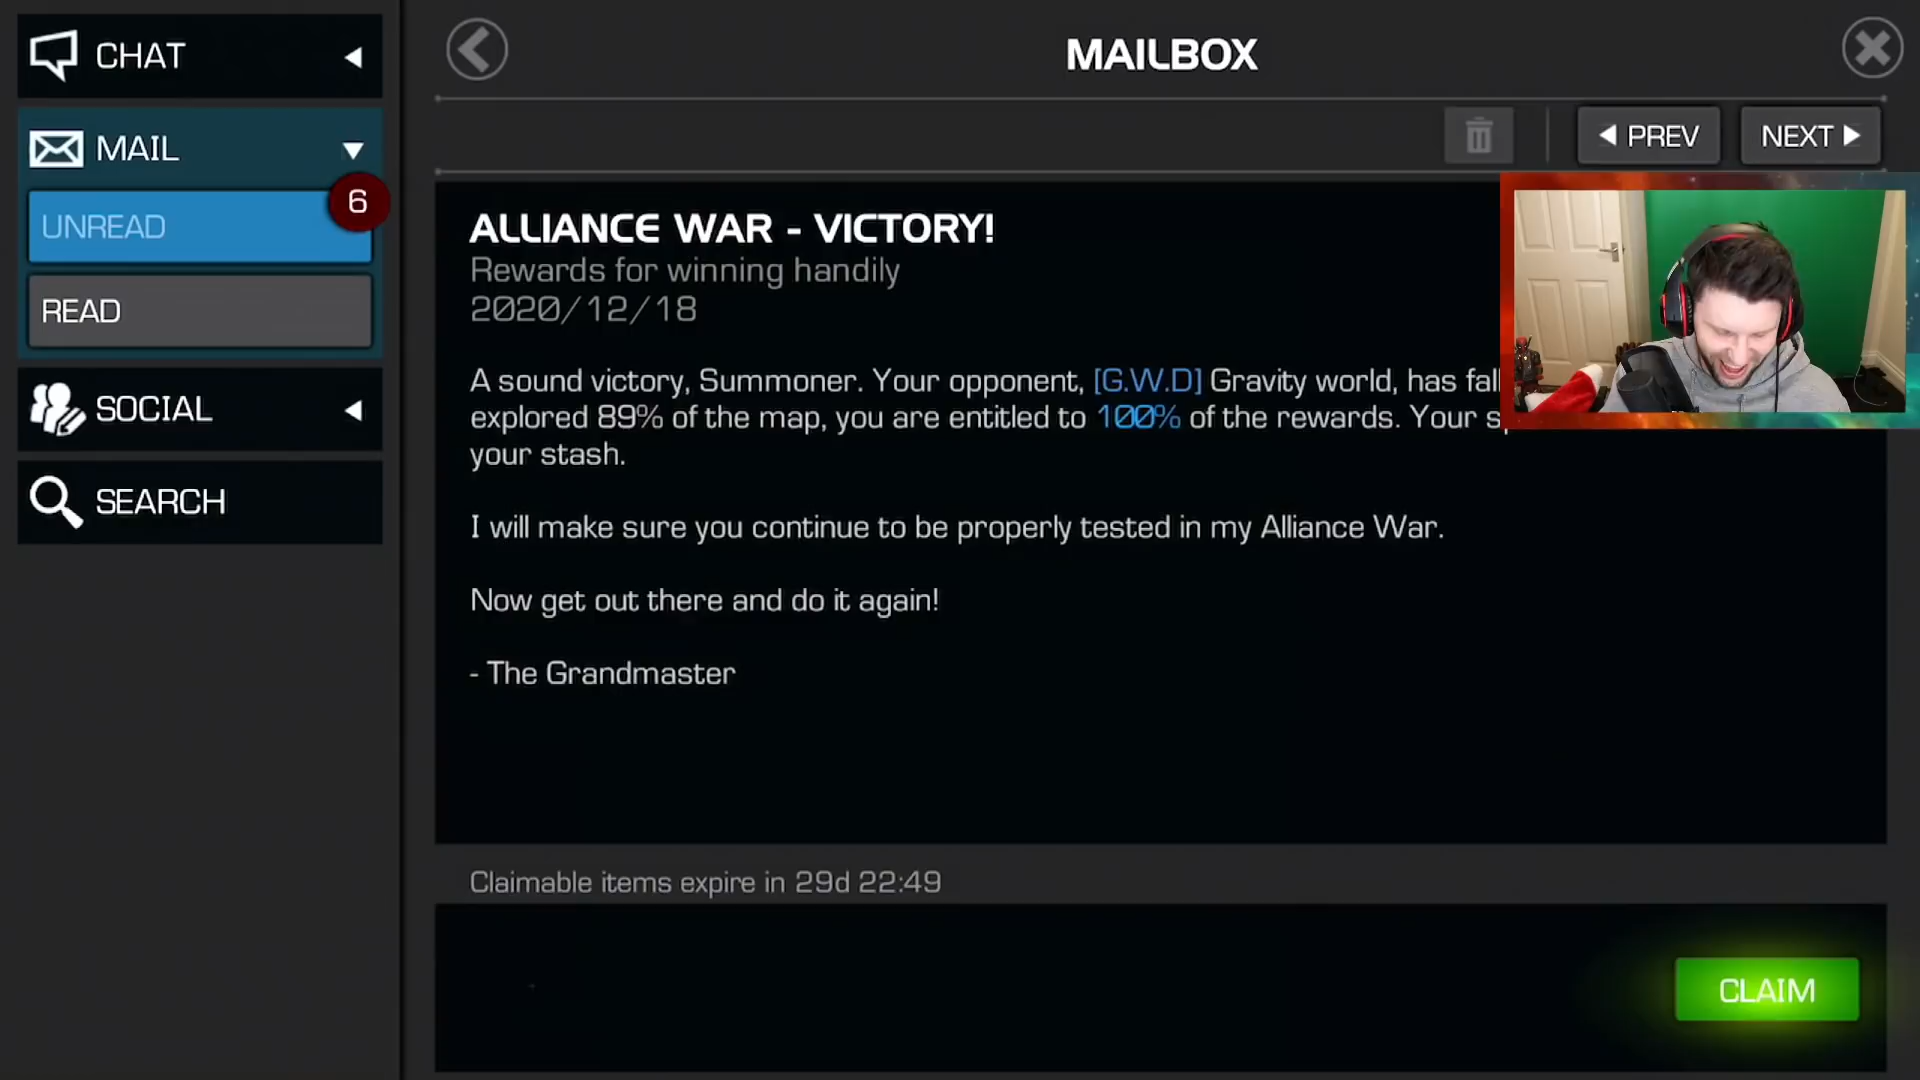 CHAT
MAIL
6
UNREAD
READ
SOCIAL
SEARCH
MAILBOX
PREV
NEXT
ALLIANCE WAR - VICTORY!
Rewards for winning handily
2020/12/18
A sound victory, Summoner. Your opponent, [G.W.D] Gravity world, has
explored 89% of the map, you are entitled to 100% of the rewards. Your
your stash.
I will make sure you continue to be properly tested in my Alliance War.
Now get out there and do it again!
- The Grandmaster
Claimable items expire in 29d 22:49
CLAIM